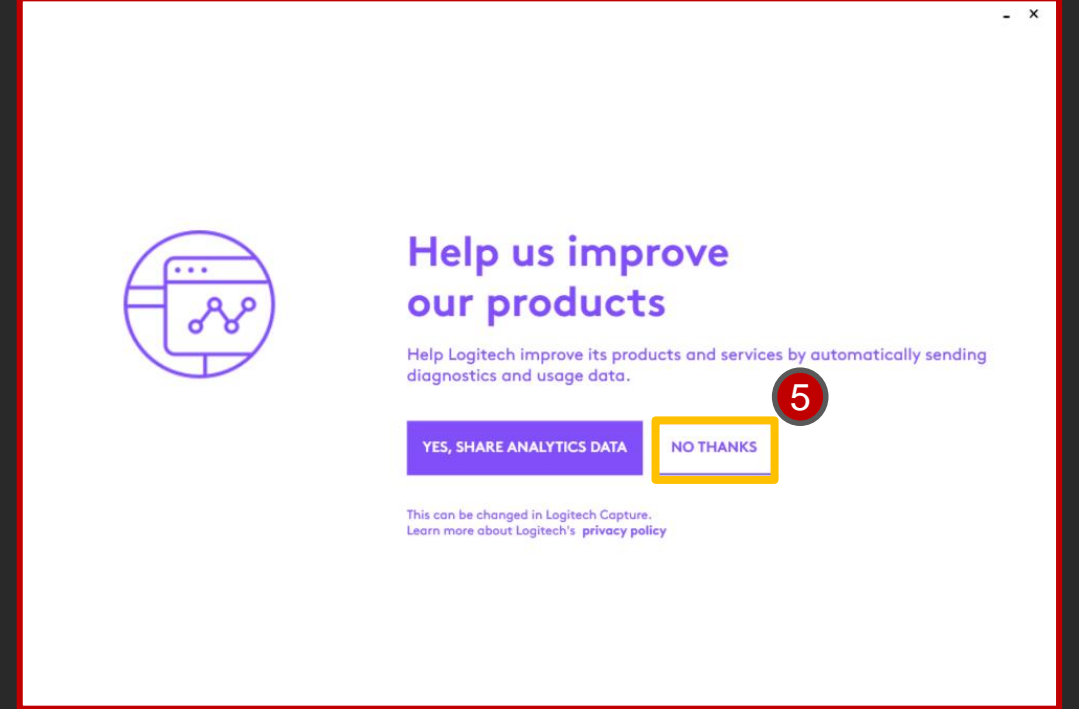 Help us improve
our products
Help Logitech improve its products and services by automatically sending
diagnostics and usage data.
5
YES, SHARE ANALYTICS DATA
NO THANKS
This can be changed in Logitech Capture.
Learn more about Logitech's privacy policy